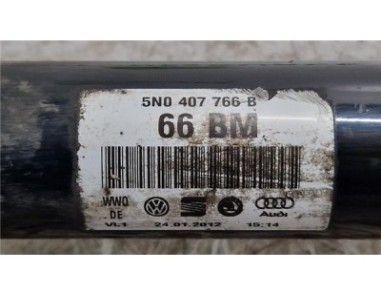 5N0 407 766 B
66 BM
WWO
DE
VL1 24.01.2012 15:14
Audi